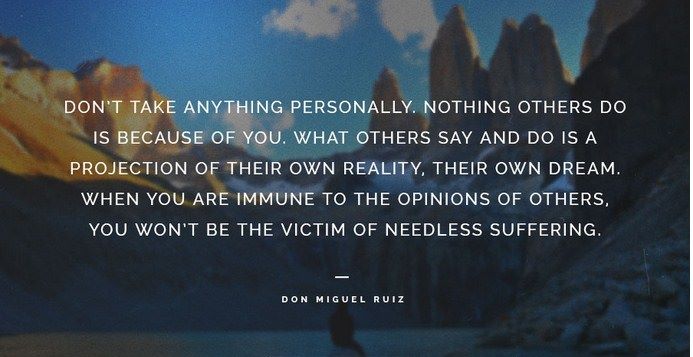 DON'T TAKE ANYTHING PERSONALLY. NOTHING OTHERS DO
IS BECAUSE OF YOU. WHAT OTHERS SAY AND DO IS A
PROJECTION OF THEIR OWN REALITY, THEIR OWN DREAM.
WHEN YOU ARE IMMUNE TO THE OPINIONS OF OTHERS,
YOU WON'T BE THE VICTIM OF NEEDLESS SUFFERING.
—
DON MIGUEL RUIZ